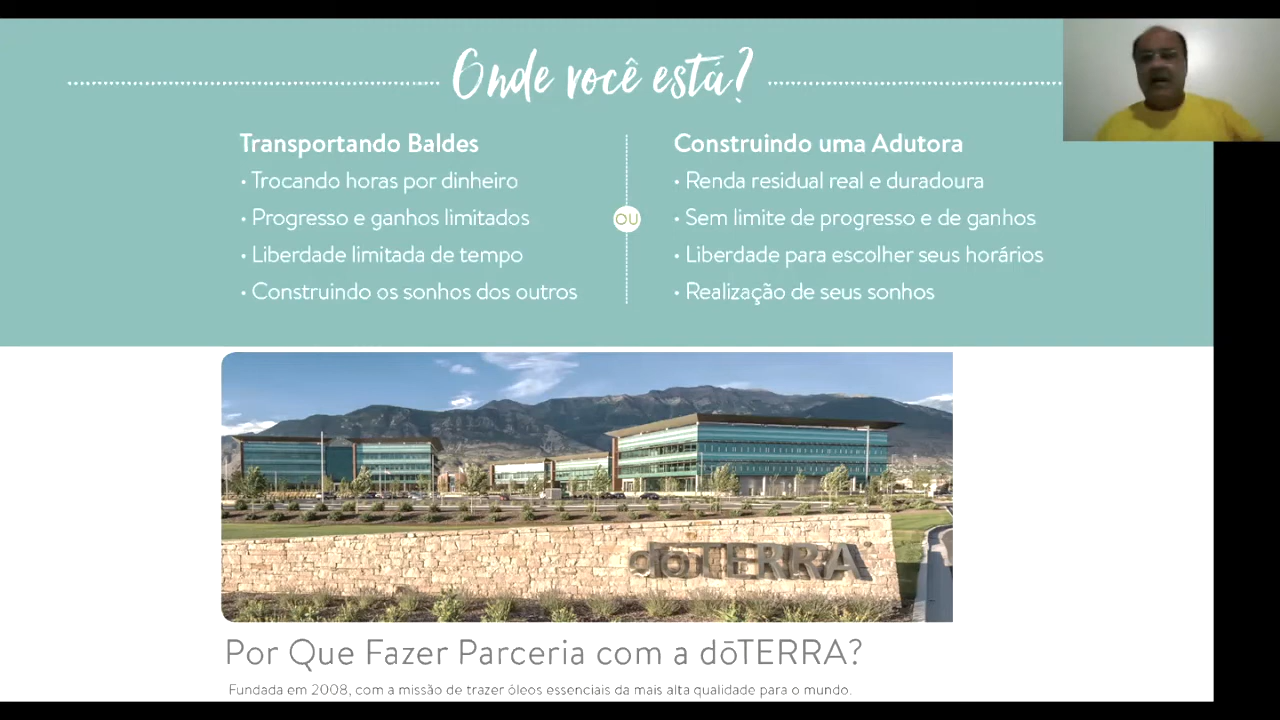 Onde você está?
Transportando Baldes
• Trocando horas por dinheiro
• Progresso e ganhos limitados
• Liberdade limitada de tempo
• Construindo os sonhos dos outros
OU
Construindo uma Adutora
• Renda residual real e duradoura
• Sem limite de progresso e de ganhos
• Liberdade para escolher seus horários
• Realização de seus sonhos
dōTERRA
Por Que Fazer Parceria com a dōTERRA?
Fundada em 2008, com a missão de trazer óleos essenciais da mais alta qualidade para o mundo.